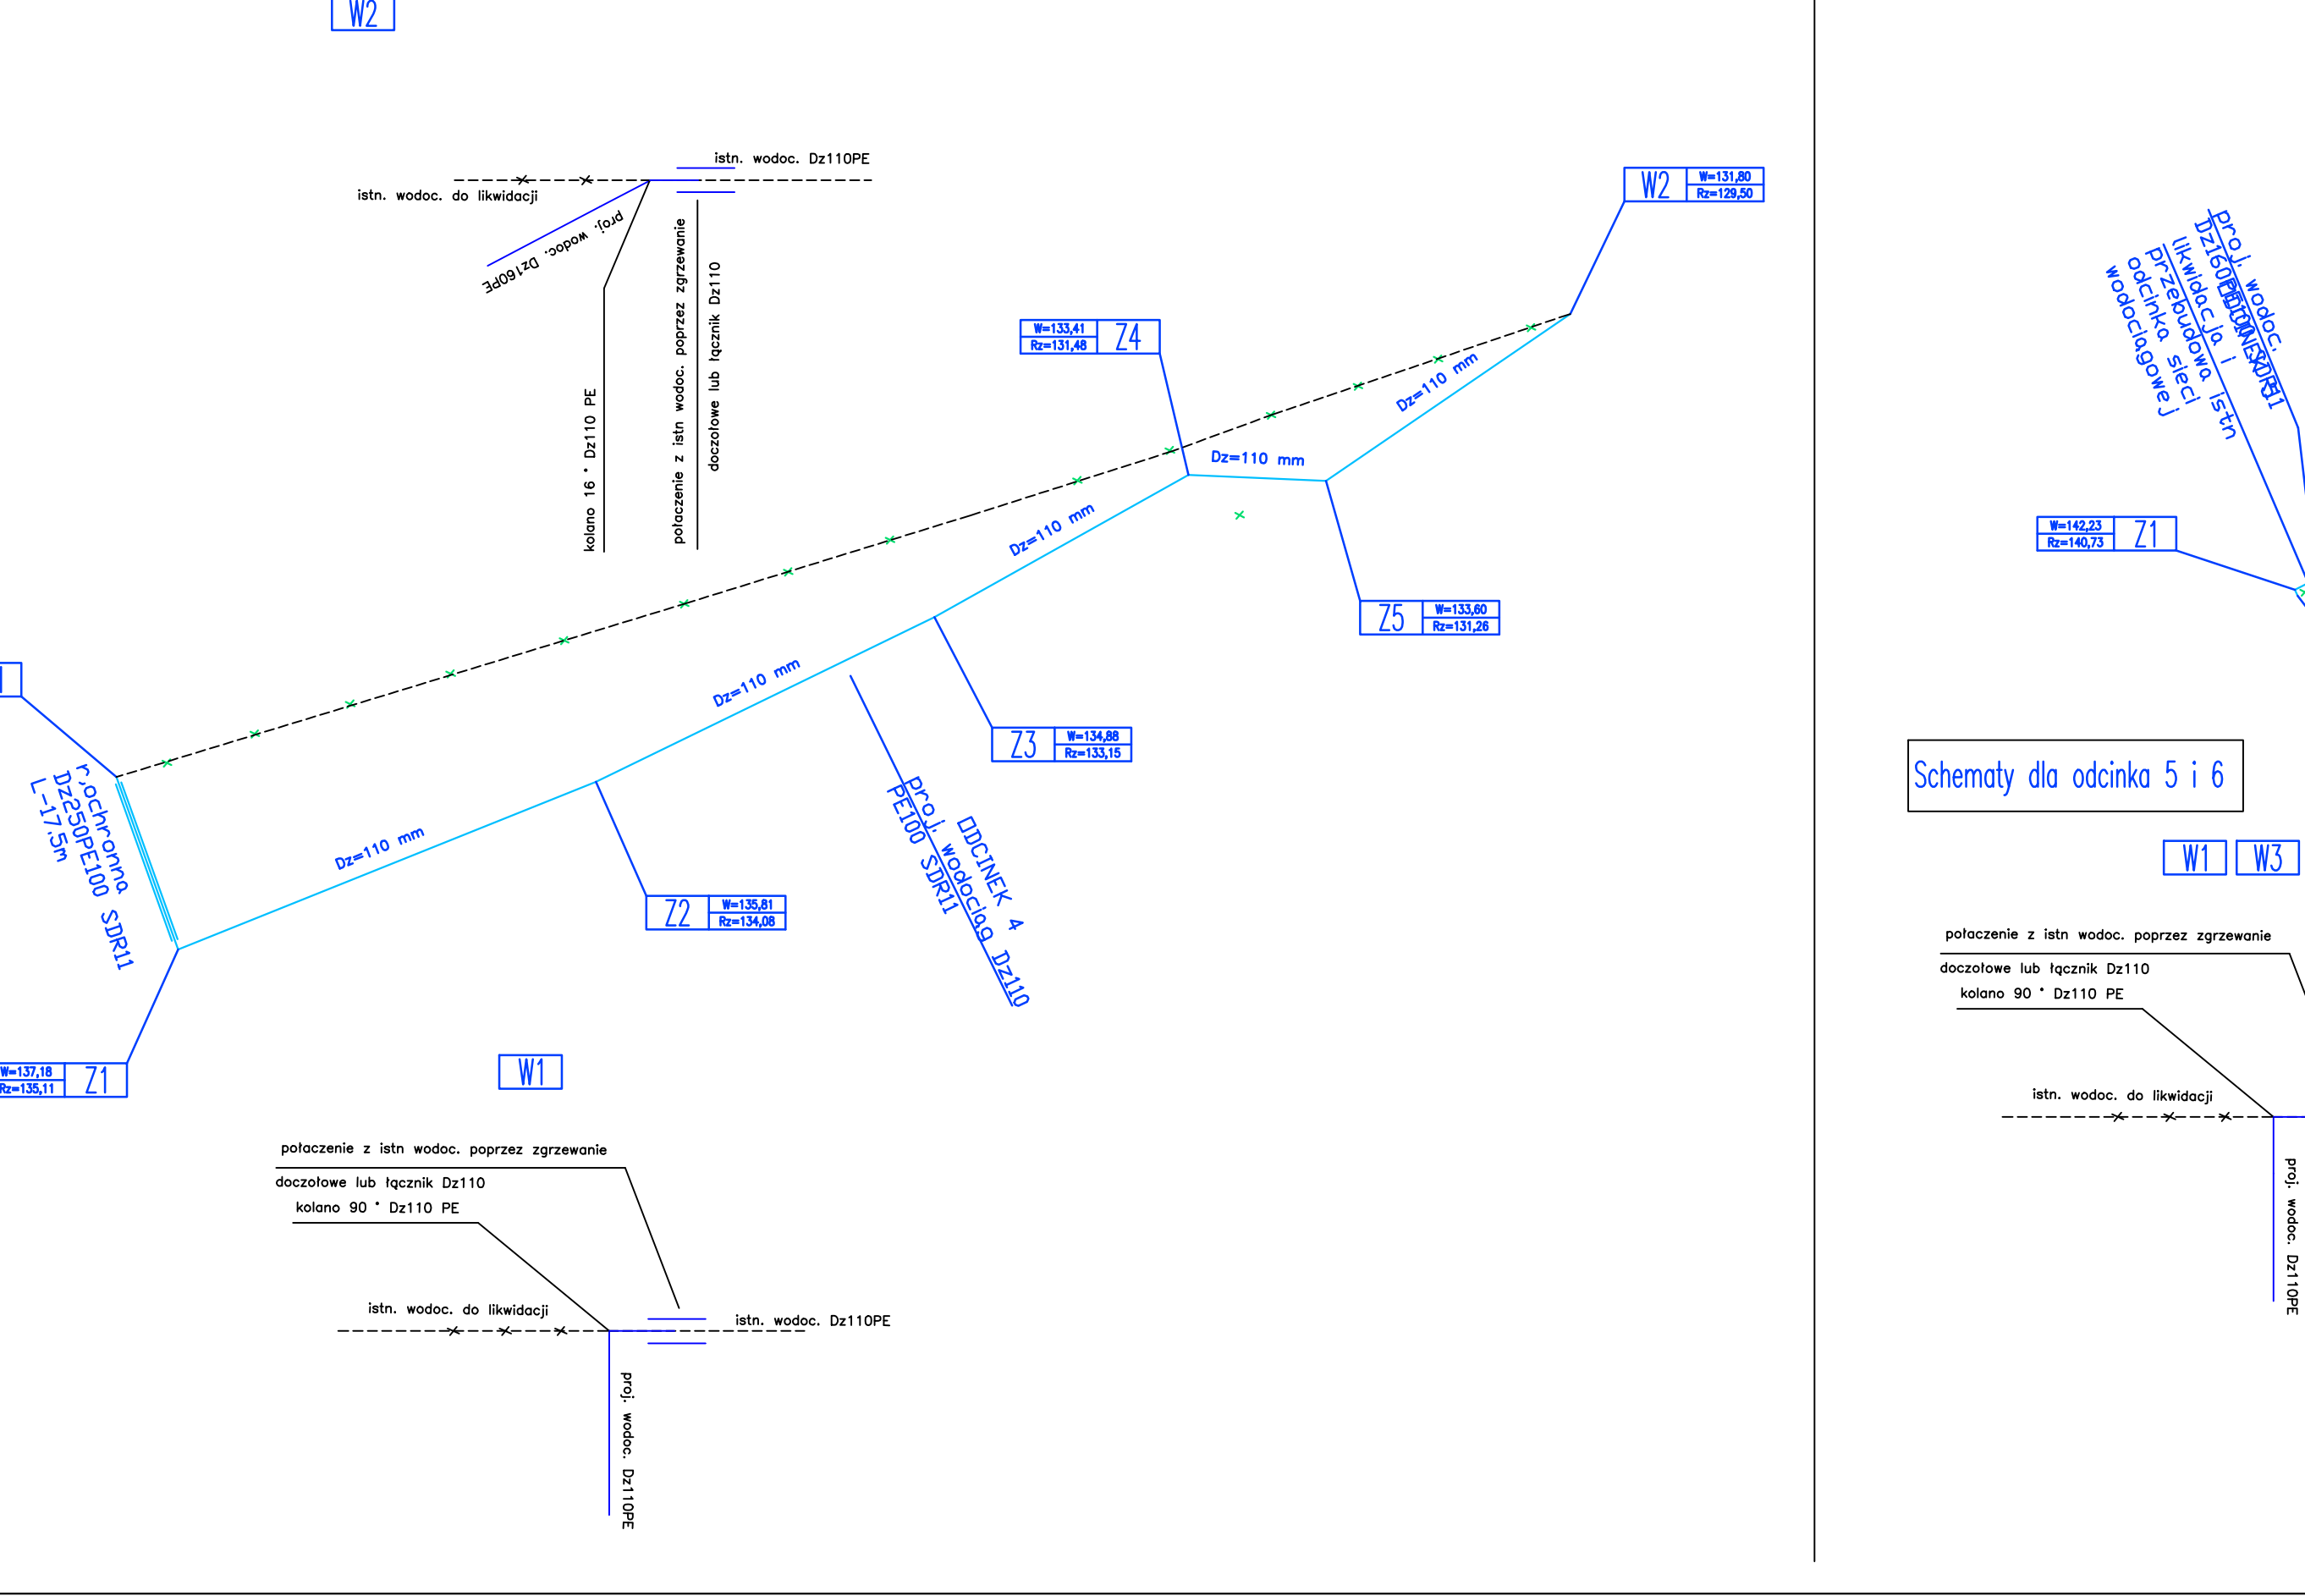 W2
istn. wodoc. Dz110PE
istn. wodoc. do likwidacji
proj. wodoc. Dz160PE
kolano 16 ° Dz110 PE
połaczenie z istn wodoc. poprzez zgrzewanie
doczołowe lub łącznik Dz110
W2
W=131,80
Rz=129,50
W=133,41
Rz=131,48
Z4
Dz=110 mm
Dz=110 mm
Dz=110 mm
Z5
W=133,60
Rz=131,26
Dz=110 mm
Z3
W=134,88
Rz=133,15
Dz=110 mm
Z2
W=135,81
Rz=134,08
ODCINEK 4
proj. wodociąg Dz110
PE100 SDR11
r.ochronna
Dz250PE100 SDR11
L-17.5m
W=137,18
Rz=135,11
Z1
W1
połaczenie z istn wodoc. poprzez zgrzewanie
doczołowe lub łącznik Dz110
kolano 90 ° Dz110 PE
istn. wodoc. do likwidacji
istn. wodoc. Dz110PE
proj. wodoc. Dz110PE
proj. wodoc.
likwidacja i
przebudowa istn
odcinka sieci
wodociągowej
W=142,23
Rz=140,73
Z1
Schematy dla odcinka 5 i 6
W1
W3
połaczenie z istn wodoc. poprzez zgrzewanie
doczołowe lub łącznik Dz110
kolano 90 ° Dz110 PE
istn. wodoc. do likwidacji
proj. wodoc. Dz110PE